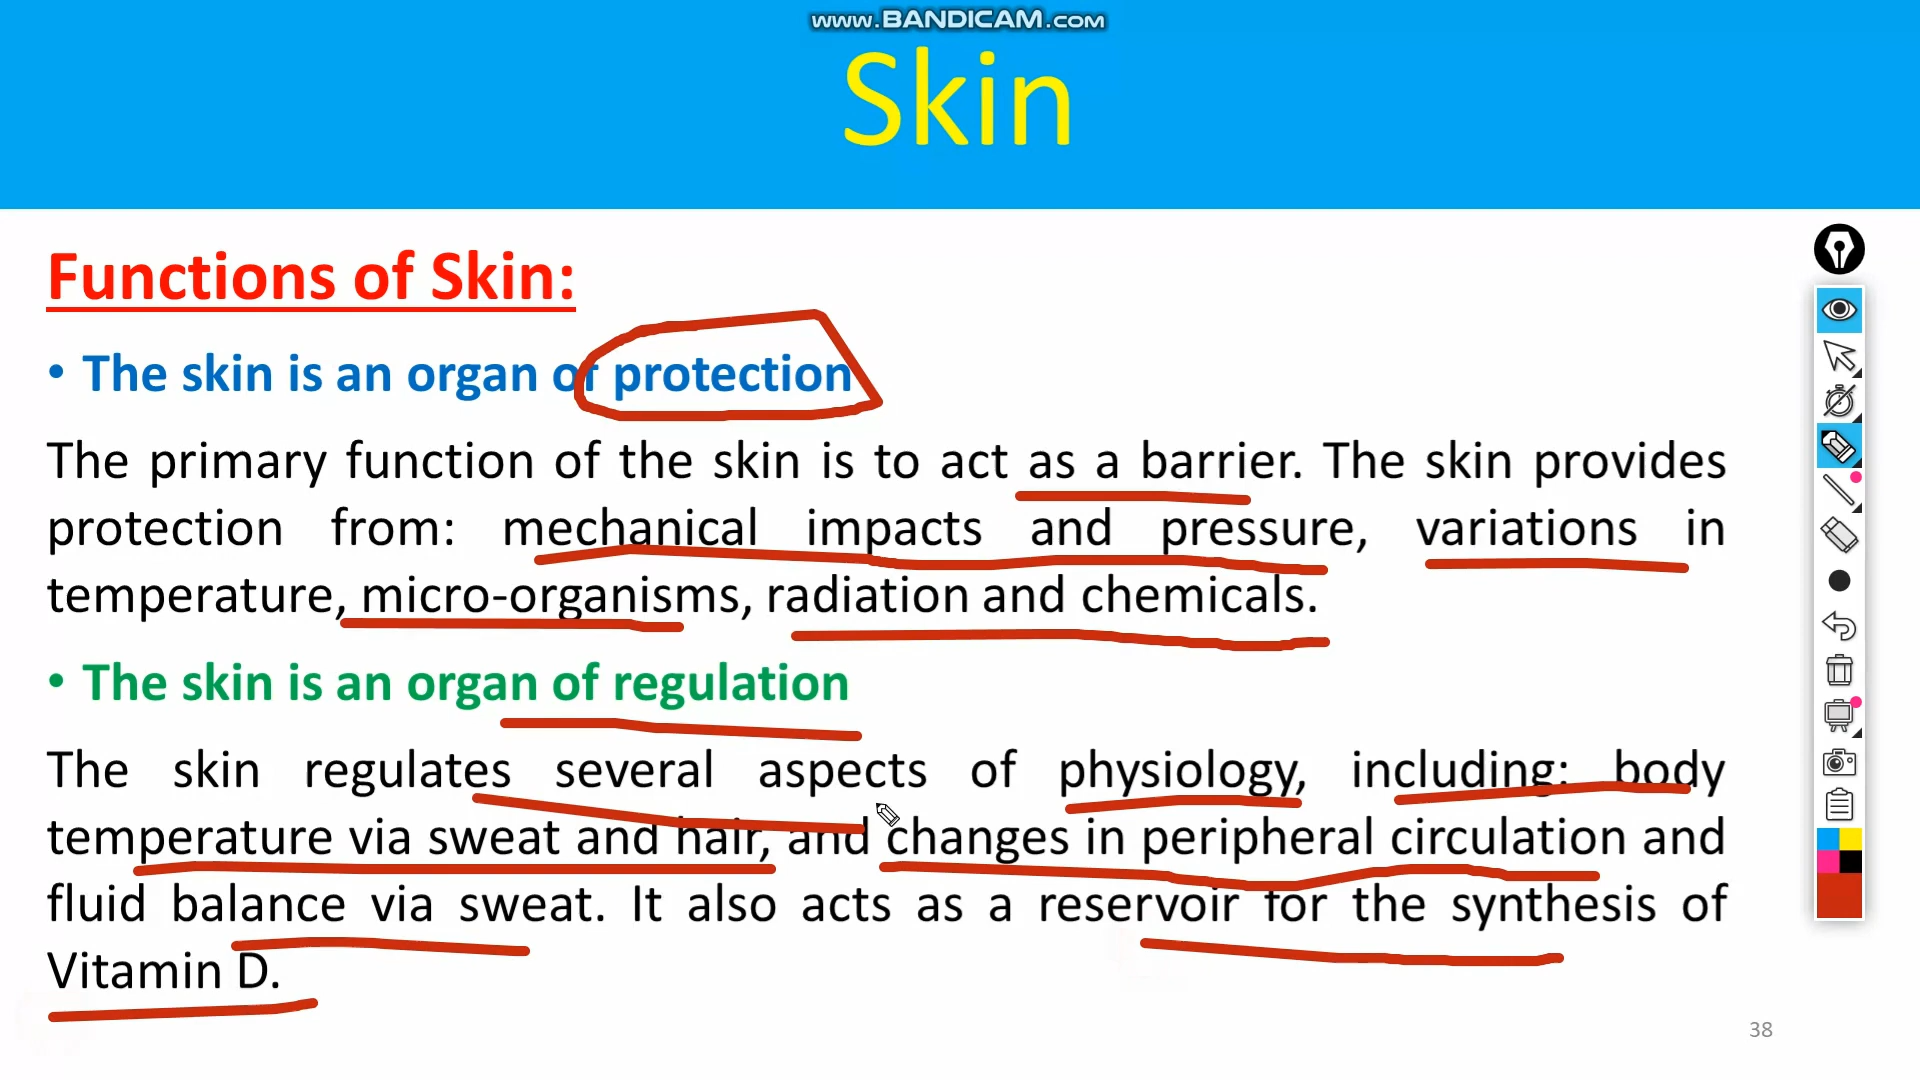 www.BANDICAM.com
Skin
Functions of Skin:
• The skin is an organ of protection
The primary function of the skin is to act as a barrier. The skin provides
protection from: mechanical impacts and pressure, variations in
temperature, micro-organisms, radiation and chemicals.
• The skin is an organ of regulation
The skin regulates several aspects of physiology, including: body
temperature via sweat and hair, and changes in peripheral circulation and
fluid balance via sweat. It also acts as a reservoir for the synthesis of
Vitamin D.
38